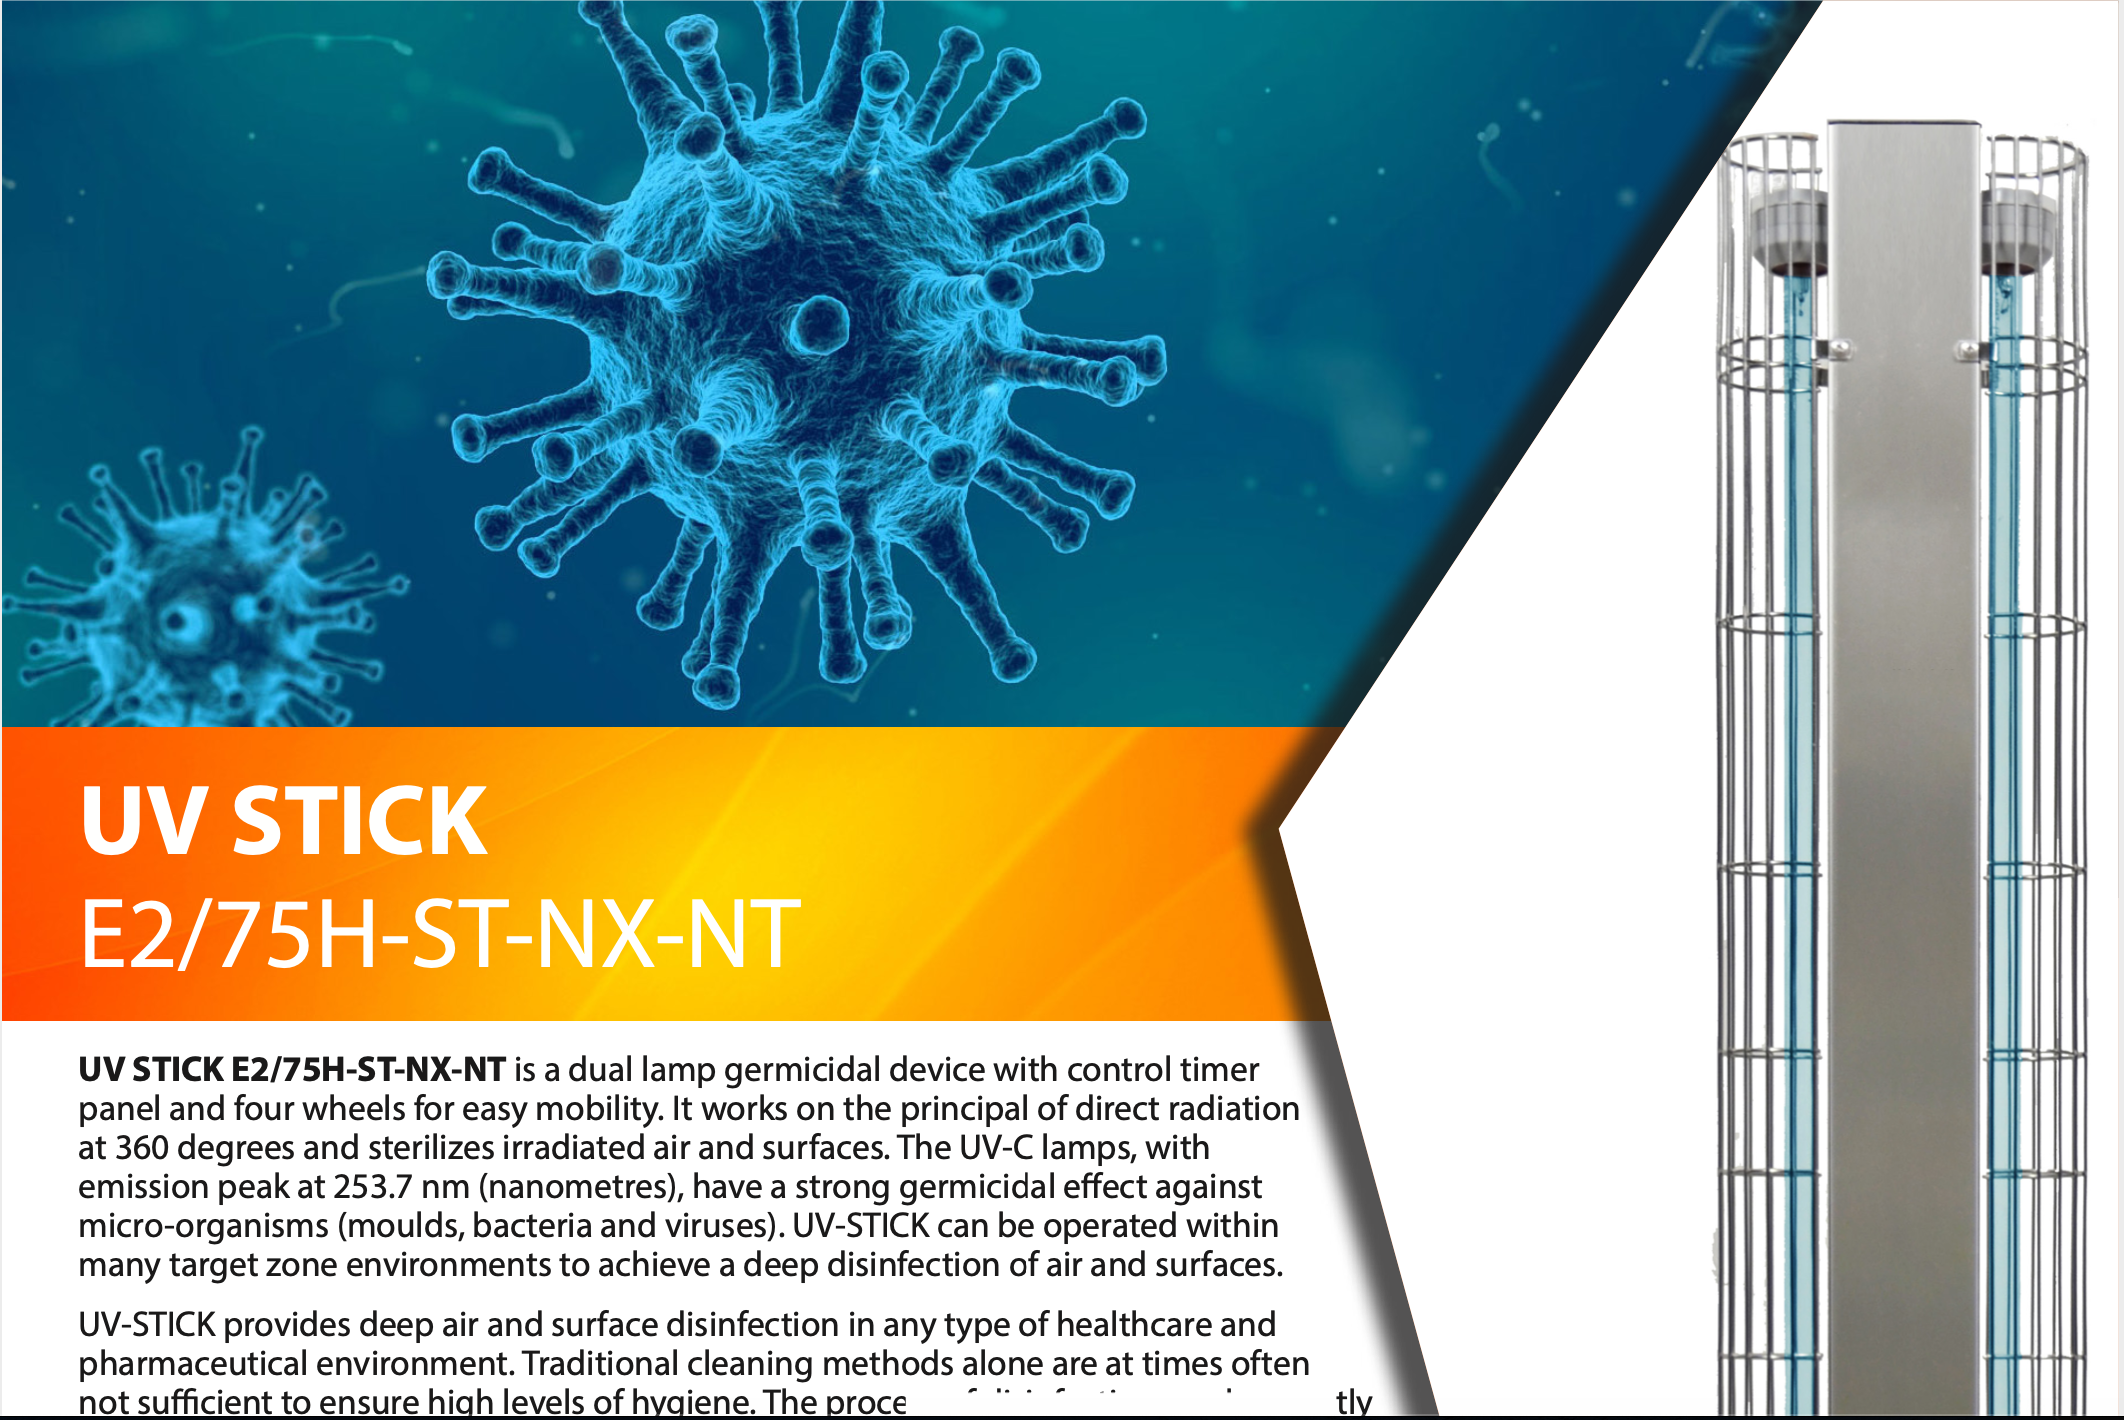 UV STICK
E2/75H-ST-NX-NT
UV STICK E2/75H-ST-NX-NT is a dual lamp germicidal device with control timer
panel and four wheels for easy mobility. It works on the principal of direct radiation
at 360 degrees and sterilizes irradiated air and surfaces. The UV-C lamps, with
emission peak at 253.7 nm (nanometres), have a strong germicidal effect against
micro-organisms (moulds, bacteria and viruses). UV-STICK can be operated within
many target zone environments to achieve a deep disinfection of air and surfaces.
UV-STICK provides deep air and surface disinfection in any type of healthcare and
pharmaceutical environment. Traditional cleaning methods alone are at times often
not sufficient to ensure high levels of hygiene. The